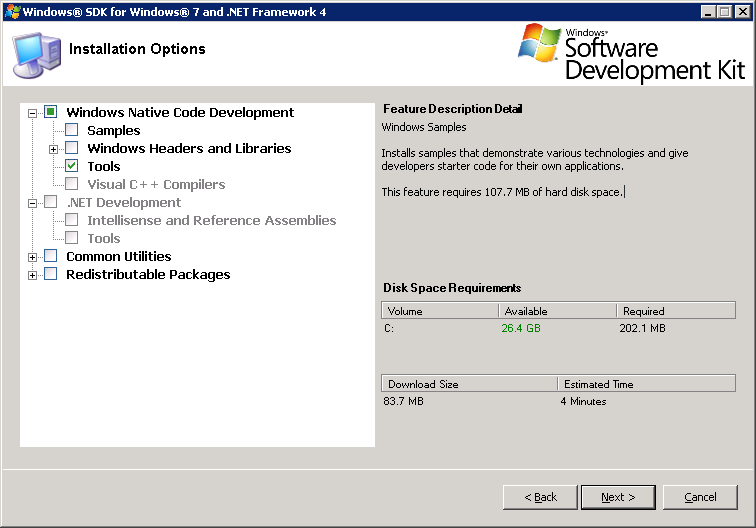 Windows® SDK for Windows® 7 and .NET Framework 4
Installation Options
Windows®
Software
Development Kit
Windows Native Code Development
Samples
Windows Headers and Libraries
Tools
Visual C++ Compilers
.NET Development
Intellisense and Reference Assemblies
Tools
Common Utilities
Redistributable Packages
Feature Description Detail
Windows Samples
Installs samples that demonstrate various technologies and give
developers starter code for their own applications.
This feature requires 107.7 MB of hard disk space.
Disk Space Requirements
Volume Available Required
C: 26.4 GB 202.1 MB
Download Size Estimated Time
83.7 MB 4 Minutes
< Back Next > Cancel